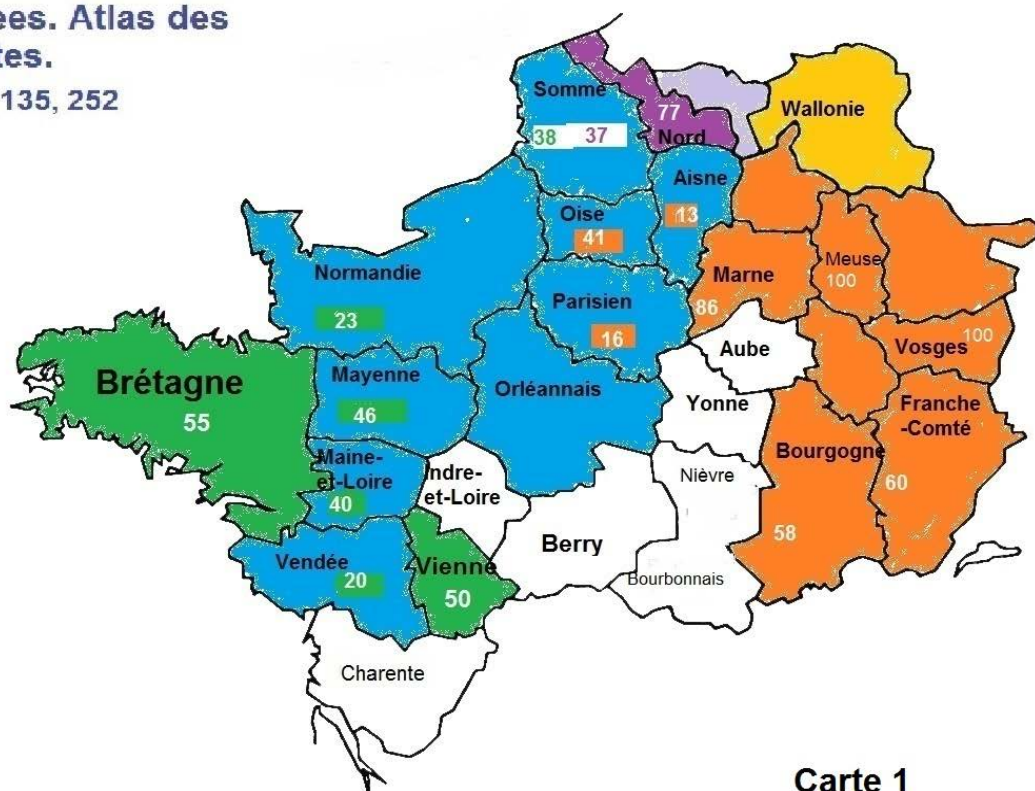 ees. Atlas des
tes.
135, 252
Somme
38 37
77
Nord
Wallonie
Aisne
13
Oise
41
Normandie
23
Parisien
16
Marne
86
Meuse
100
Aube
Vosges 100
Brétagne
55
Mayenne
46
Orléannais
Yonne
Franche
-Comté
60
Bourgogne
58
Maine-
et-Loire
40
ndre-
et-Loire
Nièvre
Berry
Vendée
20
Vienne
50
Bourbonnais
Charente
Carte 1